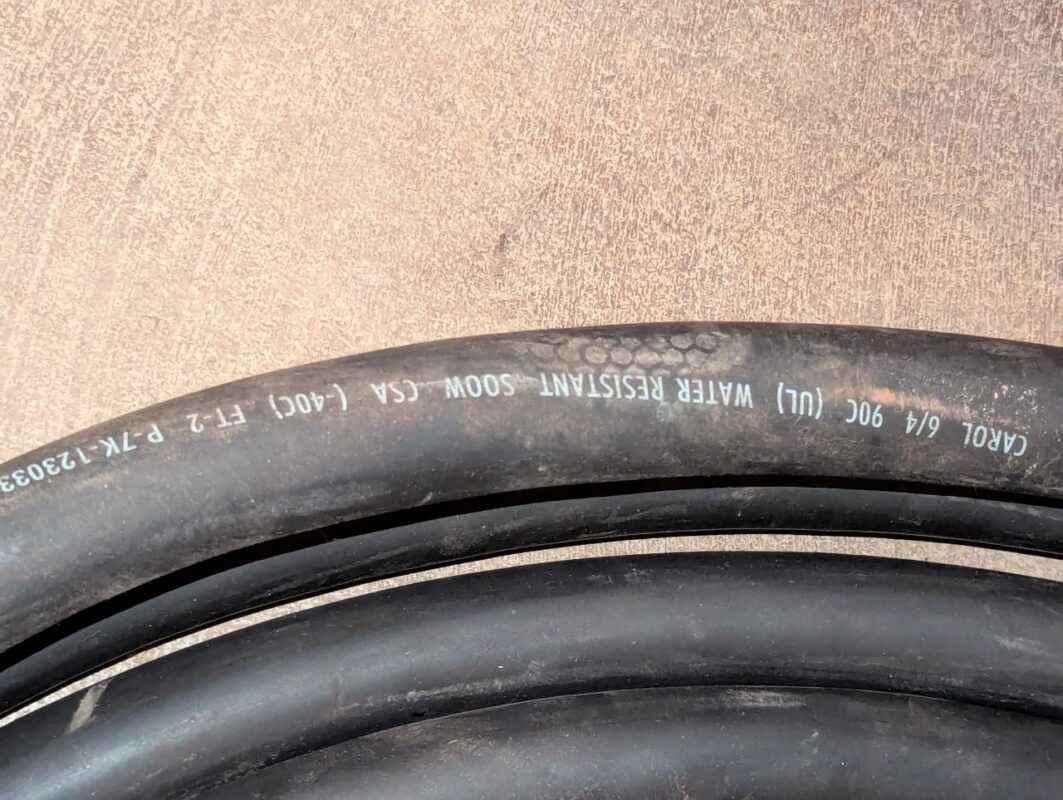 CAROL 6/4 90C (UL) WATER RESISTANT SOOW CSA (-40C) FT-2 P-7K-123033